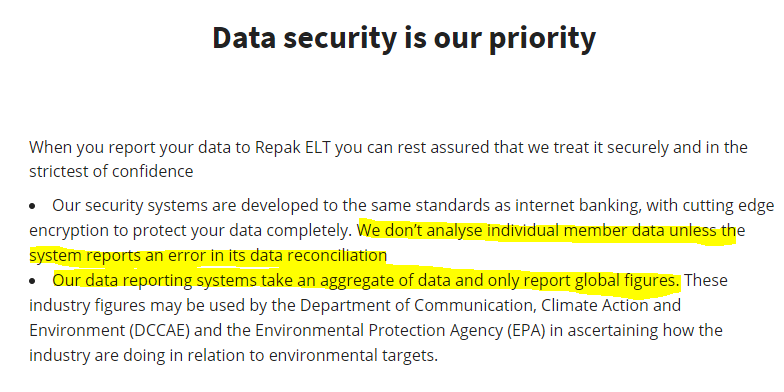 Data security is our priority
When you report your data to Repak ELT you can rest assured that we treat it securely and in the
strictest of confidence
• Our security systems are developed to the same standards as internet banking, with cutting edge
encryption to protect your data completely. We don't analyse individual member data unless the
system reports an error in its data reconciliation
• Our data reporting systems take an aggregate of data and only report global figures. These
industry figures may be used by the Department of Communication, Climate Action and
Environment (DCCAE) and the Environmental Protection Agency (EPA) in ascertaining how the
industry are doing in relation to environmental targets.